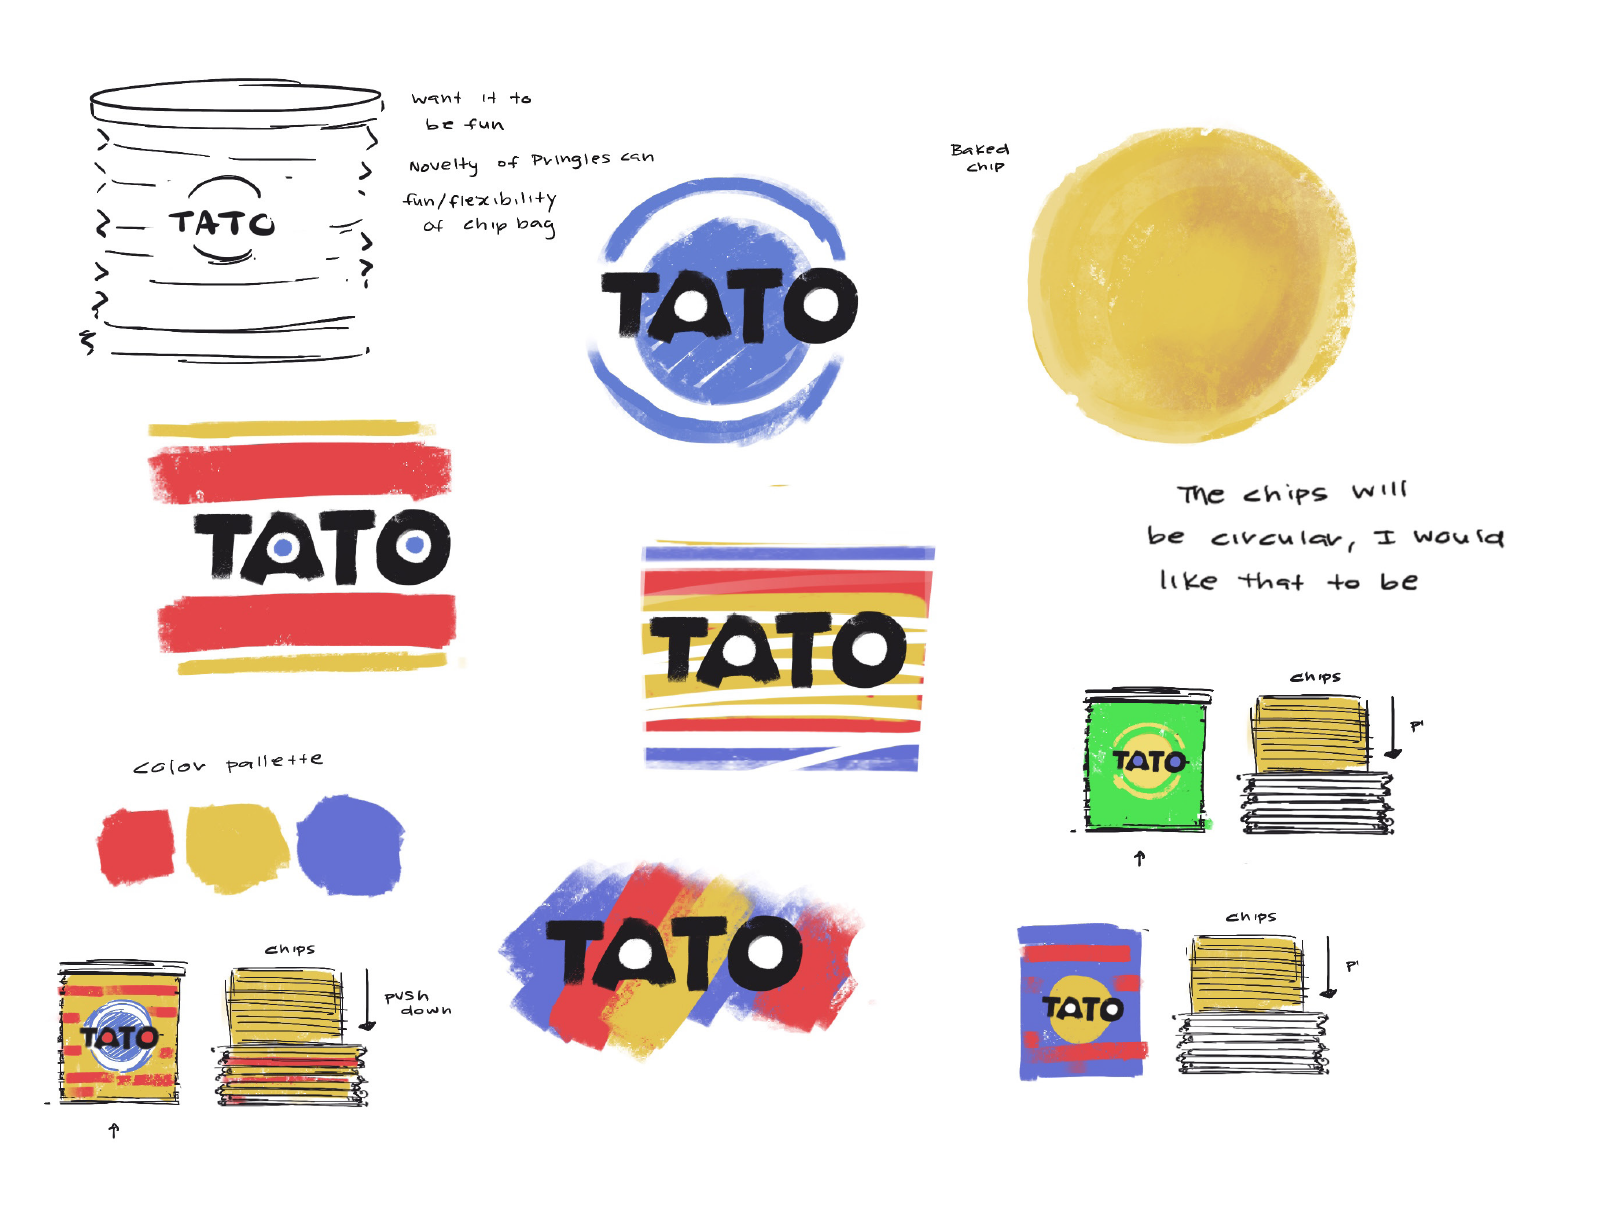 want it to
be fun
Novelty of Pringles can
fun/flexibility
of chip bag
TATO
TATO
Baked
chip
TATO
The chips will
be circular, I would
like that to be
TATO
color pallette
chips
TATO
P'
TATO
chips
TATO
P'
chips
TATO
push
down